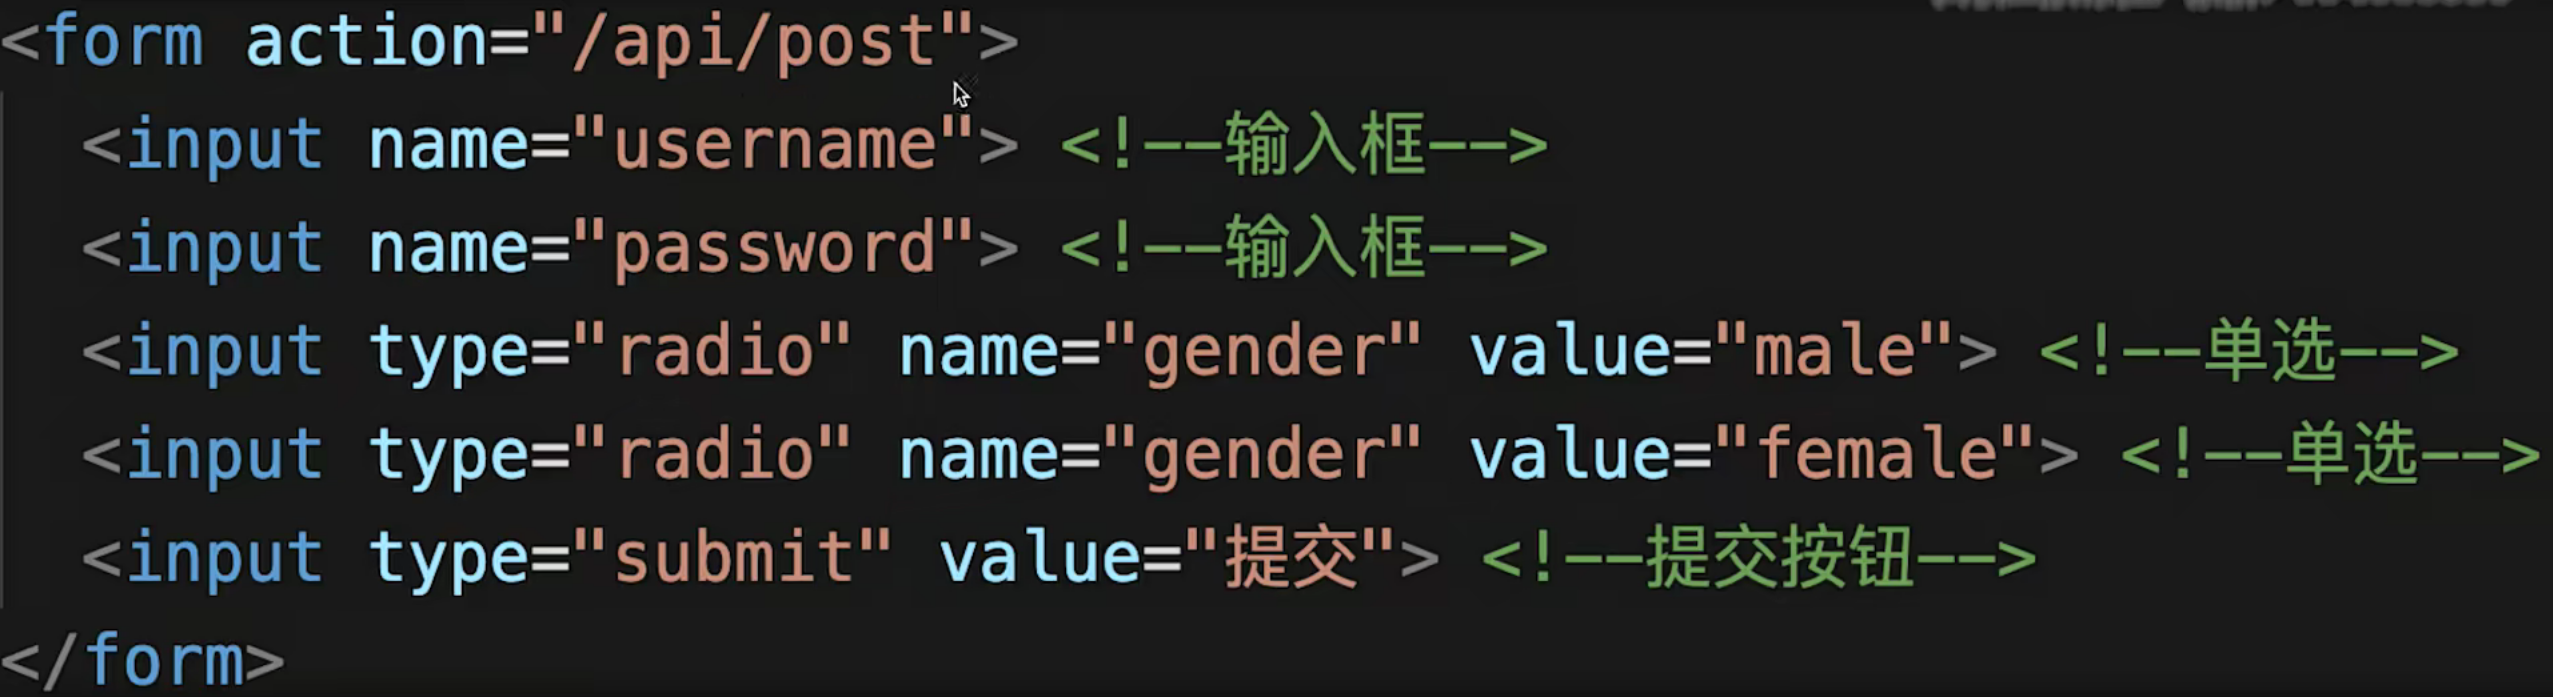 <form action="/api/post">
<input name="username"> <!--输入框-->
<input name="password"> <!--输入框-->
<input type="radio" name="gender" value="male"> <!--单选-->
<input type="radio" name="gender" value="female"> <!--单选-->
<input type="submit" value="提交"> <!--提交按钮-->
</form>